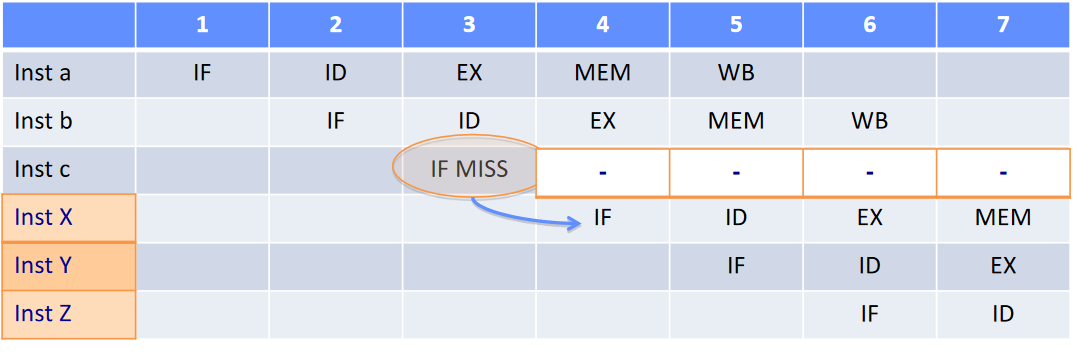 1 2 3 4 5 6 7
Inst a IF ID EX MEM WB
Inst b IF ID EX MEM WB
Inst c IF MISS - - - -
Inst X IF ID EX MEM
Inst Y IF ID EX
Inst Z IF ID